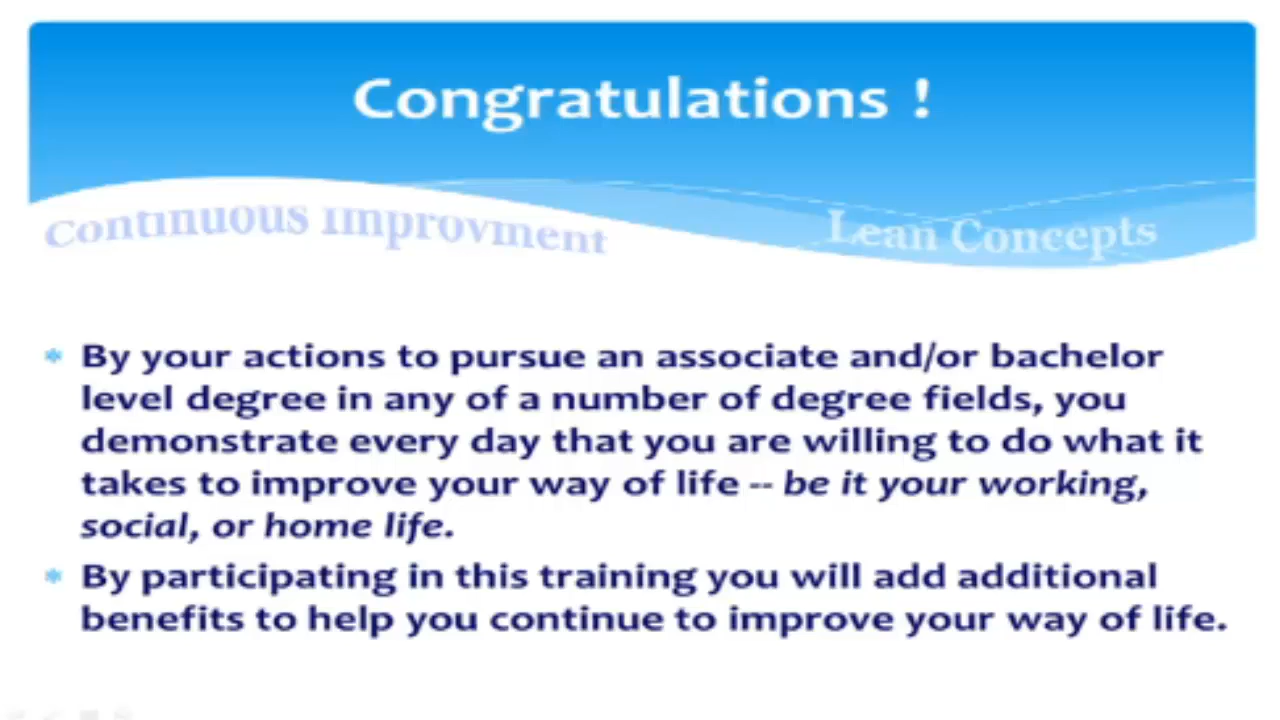 Congratulations !
Continuous Improvment
Lean Concepts
By your actions to pursue an associate and/or bachelor
level degree in any of a number of degree fields, you
demonstrate every day that you are willing to do what it
takes to improve your way of life -- be it your working,
social, or home life.
By participating in this training you will add additional
benefits to help you continue to improve your way of life.